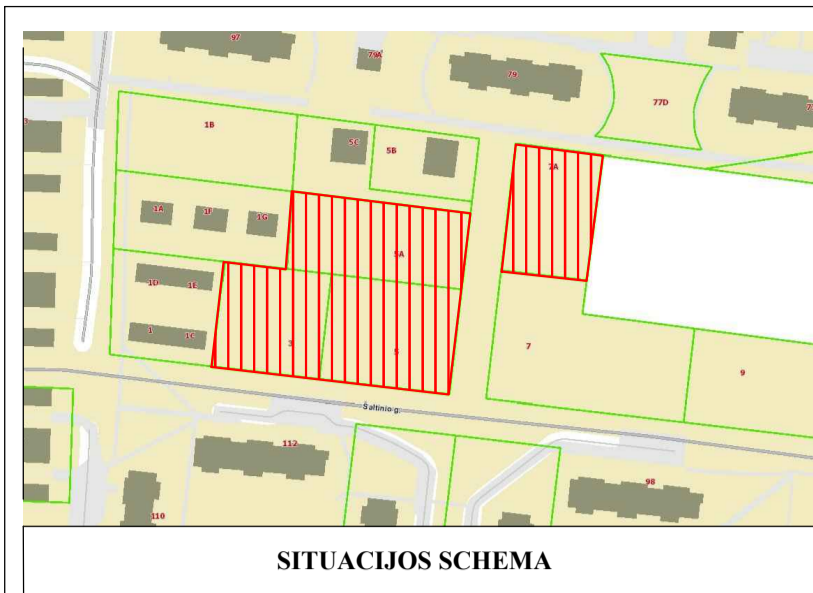 97
79A
79
77D
1B
5C
5B
7A
1A
1F
1G
5A
1D
1E
1
1C
3
5
7
9
Šaltinio g.
112
98
110
SITUACIJOS SCHEMA